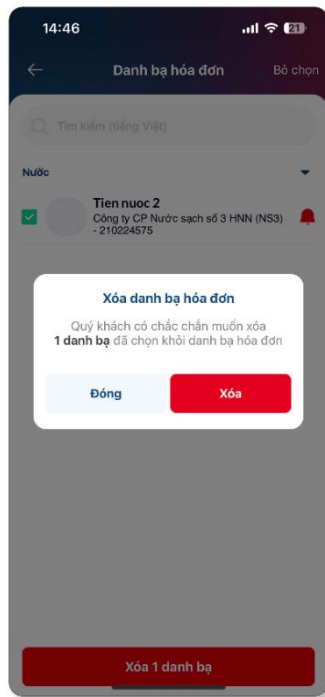 14:46
21
Danh bạ hóa đơn
Bỏ chọn
Tìm kiếm (tiếng Việt)
Nước
Tien nuoc 2
Công ty CP Nước sạch số 3 HNN (NS3)
- 210224575
Xóa danh bạ hóa đơn
Quý khách có chắc chắn muốn xóa
1 danh bạ đã chọn khỏi danh bạ hóa đơn
Đóng
Xóa
Xóa 1 danh bạ